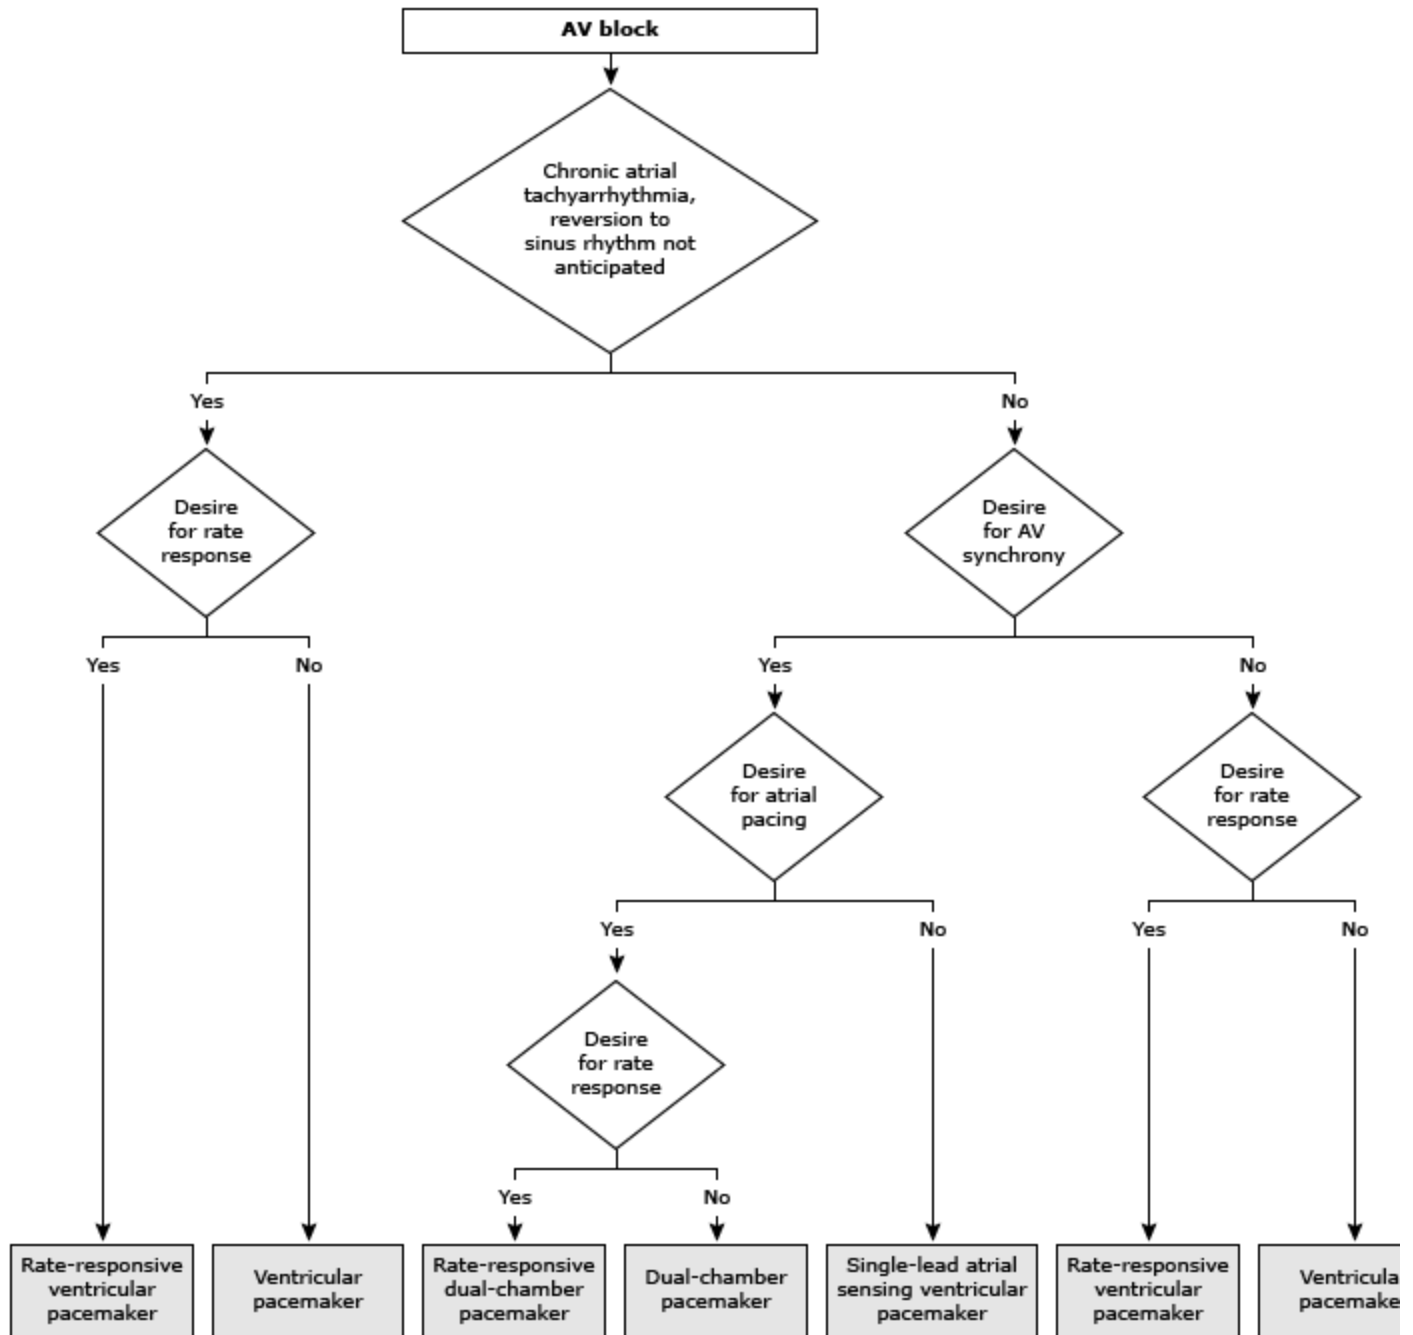 AV block
Chronic atrial
tachyarrhythmia,
reversion to
sinus rhythm not
anticipated
Yes
No
Desire
for rate
response
Desire
for AV
synchrony
Yes
No
Yes
No
Desire
for atrial
pacing
Desire
for rate
response
Yes
No
Yes
No
Desire
for rate
response
Yes
No
Rate-responsive
ventricular
pacemaker
Ventricular
pacemaker
Rate-responsive
dual-chamber
pacemaker
Dual-chamber
pacemaker
Single-lead atrial
sensing ventricular
pacemaker
Rate-responsive
ventricular
pacemaker
Ventricula
pacemake